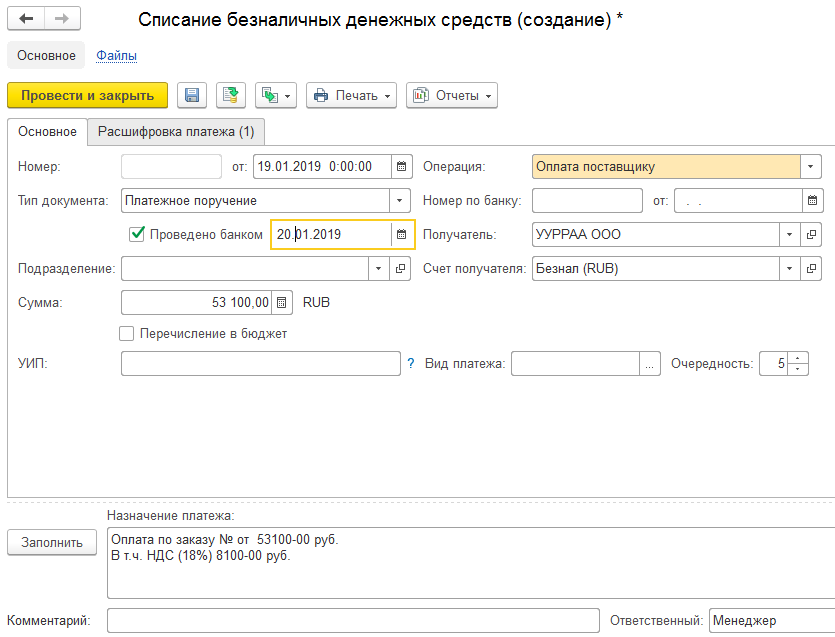 Списание безналичных денежных средств (создание) *
Основное Файлы
Провести и закрыть Печать Отчеты
Основное Расшифровка платежа (1)
Номер: от: 19.01.2019 0:00:00 Операция: Оплата поставщику
Тип документа: Платежное поручение Номер по банку: от: . .
Проведено банком 20.01.2019 Получатель: УУРРАА ООО
Подразделение: Счет получателя: Безнал (RUB)
Сумма: 53 100,00 RUB
Перечисление в бюджет
УИП: ? Вид платежа: ... Очередность: 5
Назначение платежа:
Заполнить
Оплата по заказу № от 53100-00 руб.
В т.ч. НДС (18%) 8100-00 руб.
Комментарий: Ответственный: Менеджер